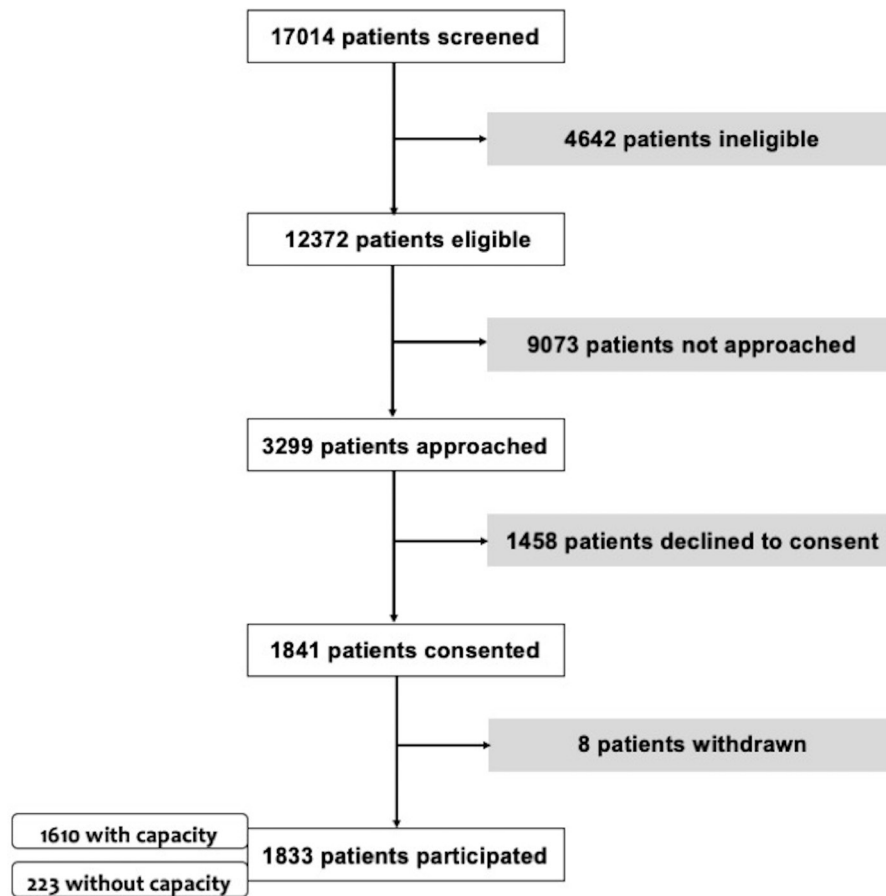 17014 patients screened
4642 patients ineligible
12372 patients eligible
9073 patients not approached
3299 patients approached
1458 patients declined to consent
1841 patients consented
8 patients withdrawn
1610 with capacity
1833 patients participated
223 without capacity